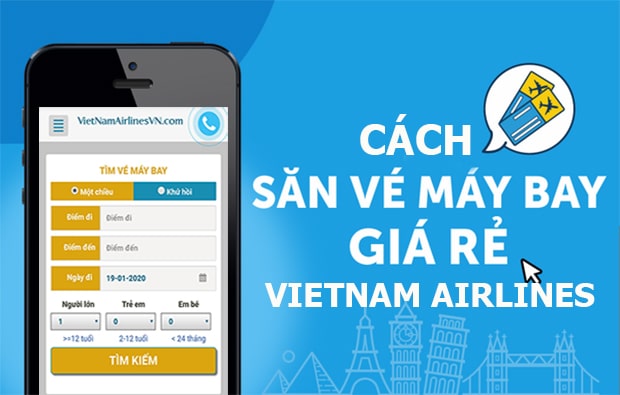 VietNamAirlinesVN.com
TÌM VÉ MÁY BAY
Một chiều Khứ hồi
Điểm đi Điểm đi
Điểm đến Điểm đến
Ngày đi 19-01-2020
Người lớn Trẻ em Em bé
1 0 0
>=12 tuổi 2-12 tuổi < 24 tháng
TÌM KIẾM
CÁCH
SĂN VÉ MÁY BAY
GIÁ RẺ
VIETNAM AIRLINES